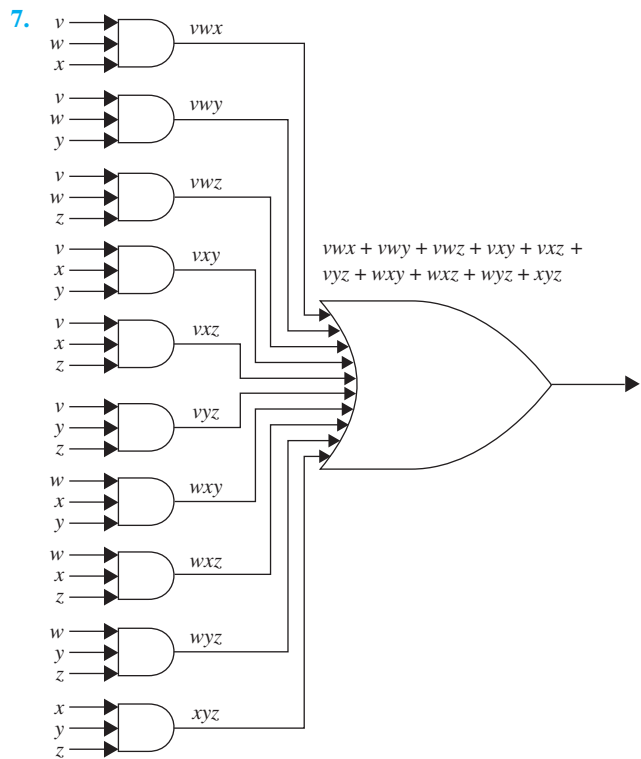 7.
v
w
x
vwx
v
w
y
vwy
v
w
z
vwz
v
x
y
vxy
v
x
z
vxz
v
y
z
vyz
w
x
y
wxy
w
x
z
wxz
w
y
z
wyz
x
y
z
xyz
vwx + vwy + vwz + vxy + vxz +
vyz + wxy + wxz + wyz + xyz